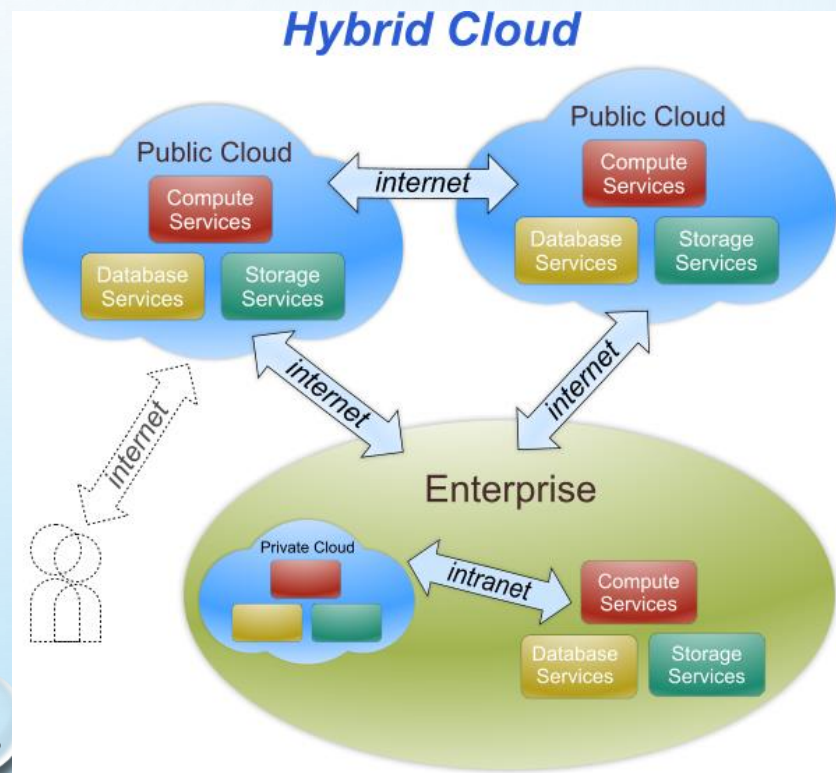 Hybrid Cloud
Public Cloud
Compute
Services
Database
Services
Storage
Services
internet
Public Cloud
Compute
Services
Database
Services
Storage
Services
internet
internet
internet
Enterprise
Private Cloud
intranet
Compute
Services
Database
Services
Storage
Services